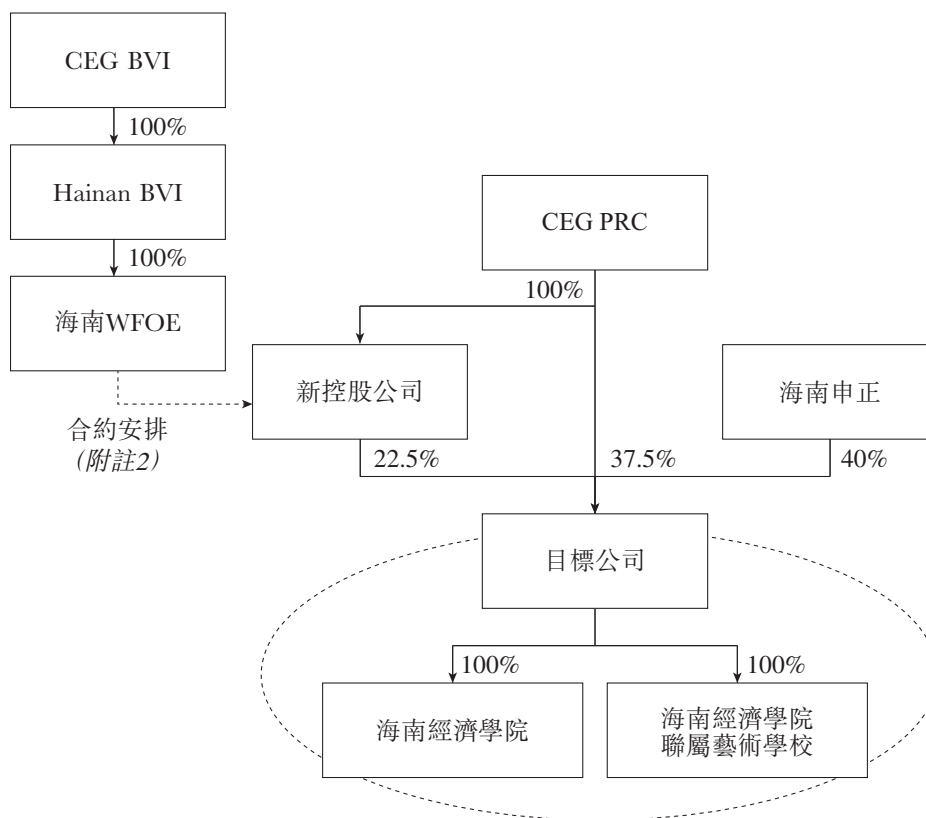 CEG BVI
100%
Hainan BVI
100%
海南WFOE
合約安排
(附註2)
CEG PRC
100%
新控股公司
海南申正
22.5%
37.5%
40%
目標公司
100%
100%
海南經濟學院
海南經濟學院
聯屬藝術學校